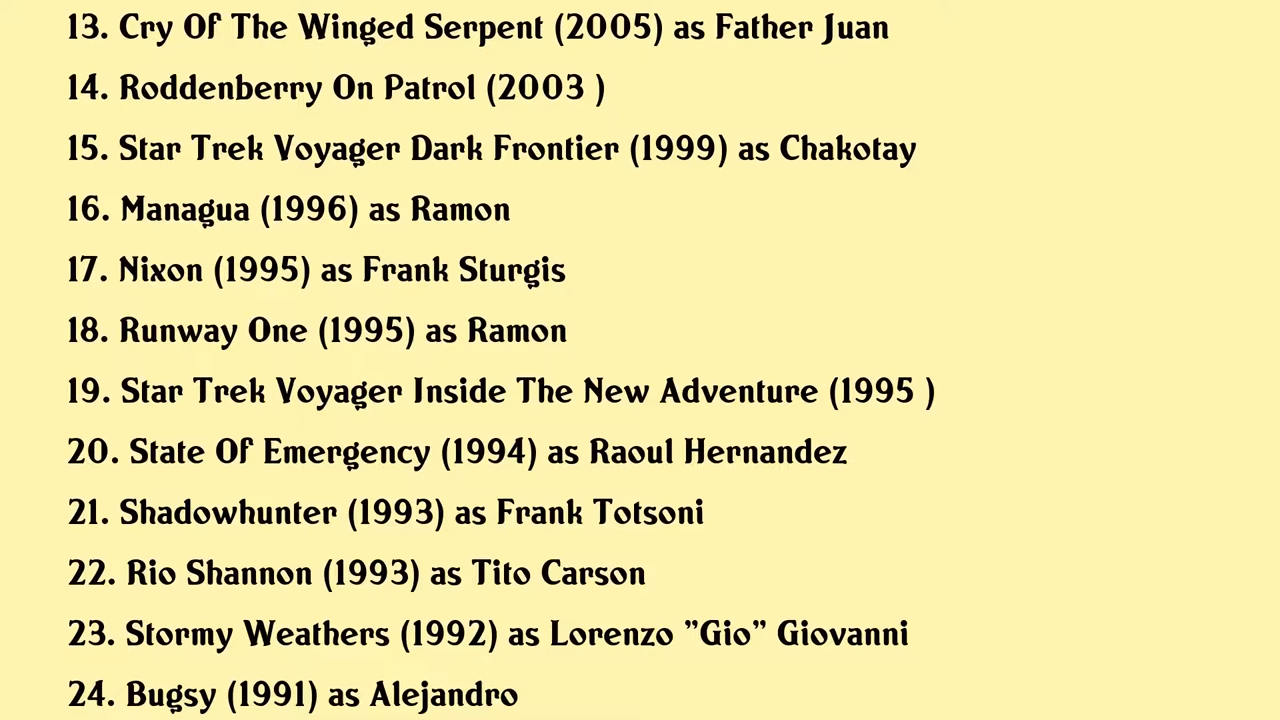 13. Cry Of The Winged Serpent (2005) as Father Juan
14. Roddenberry On Patrol (2003 )
15. Star Trek Voyager Dark Frontier (1999) as Chakotay
16. Managua (1996) as Ramon
17. Nixon (1995) as Frank Sturgis
18. Runway One (1995) as Ramon
19. Star Trek Voyager Inside The New Adventure (1995 )
20. State Of Emergency (1994) as Raoul Hernandez
21. Shadowhunter (1993) as Frank Totsoni
22. Rio Shannon (1993) as Tito Carson
23. Stormy Weathers (1992) as Lorenzo "Gio" Giovanni
24. Bugsy (1991) as Alejandro